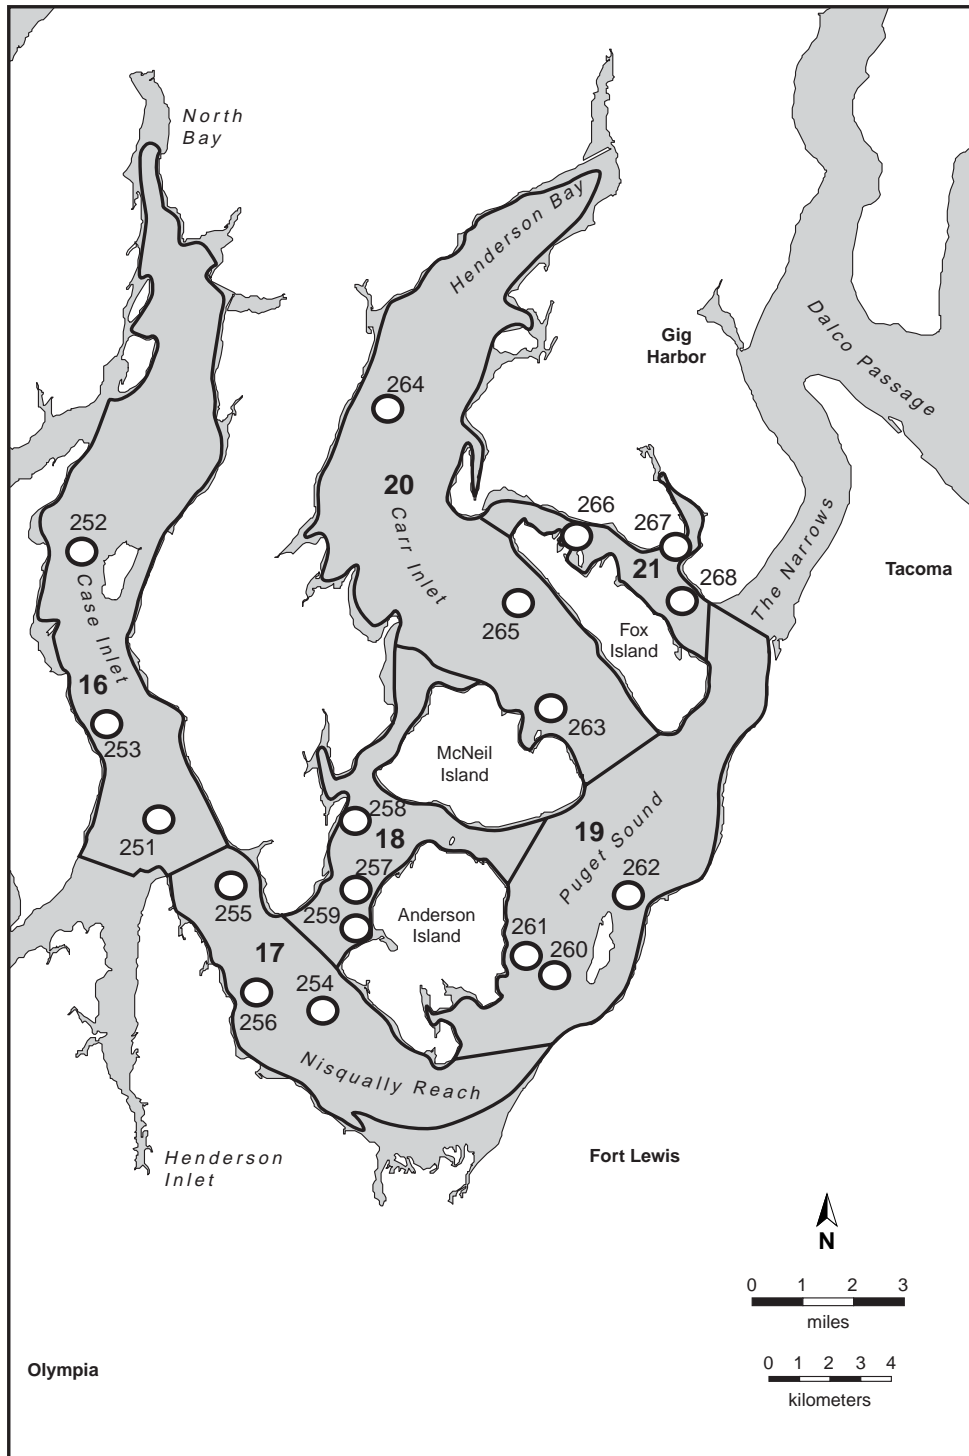 North
Bay
Henderson Bay
Gig
Harbor
Dalco Passage
264
20
Carr Inlet
266
267
252
21
268
The Narrows
Tacoma
Case Inlet
265
Fox
Island
16
253
263
McNeil
Island
258
18
19
Puget Sound
251
257
262
255
259
Anderson
Island
261
260
17
254
256
Nisqually Reach
Henderson
Inlet
Fort Lewis
N
0 1 2 3
miles
Olympia
0 1 2 3 4
kilometers